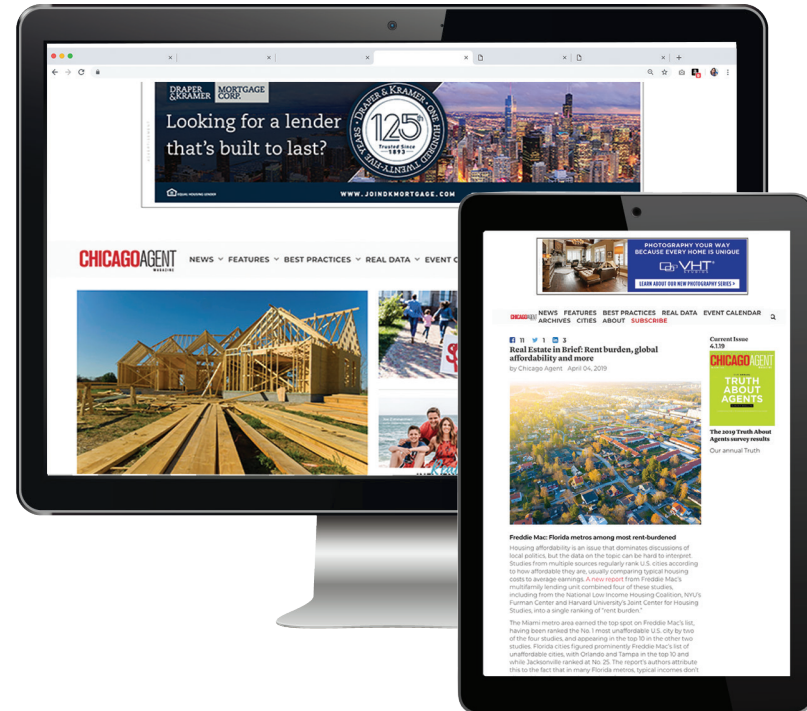 DRAPER & KRAMER MORTGAGE CORP.
Looking for a lender
that's built to last?
DRAPER & KRAMER • ONE HUNDRED TWENTY-FIVE YEARS •
125th
Trusted Since
1893
EQUAL HOUSING LENDER
WWW.JOINDKMORTGAGE.COM
ADVERTISEMENT
CHICAGOAGENT
MAGAZINE
NEWS FEATURES BEST PRACTICES REAL DATA EVENT C
PHOTOGRAPHY YOUR WAY
BECAUSE EVERY HOME IS UNIQUE
VHT
STUDIOS
LEARN ABOUT OUR NEW PHOTOGRAPHY SERIES >
CHICAGOAGENT
NEWS FEATURES BEST PRACTICES REAL DATA EVENT CALENDAR
ARCHIVES CITIES ABOUT SUBSCRIBE
11 1 3
Real Estate in Brief: Rent burden, global
affordability and more
by Chicago Agent April 04, 2019
Current Issue
4.1.19
CHICAGOAGENT
TRUTH
ABOUT
AGENTS
The 2019 Truth About
Agents survey results
Our annual Truth
Freddie Mac: Florida metros among most rent-burdened
Housing affordability is an issue that dominates discussions of
local politics, but the data on the topic can be hard to interpret.
Studies from multiple sources regularly rank U.S. cities according
to how affordable they are, usually comparing typical housing
costs to average earnings. A new report from Freddie Mac's
multifamily lending unit combined four of these studies,
including from the National Low Income Housing Coalition, NYU's
Furman Center and Harvard University's Joint Center for Housing
Studies, into a single ranking of "rent burden."
The Miami metro area earned the top spot on Freddie Mac's list,
having been ranked the No. 1 most unaffordable U.S. city by two
of the four studies, and appearing in the top 10 in the other two
studies. Florida cities figured prominently Freddie Mac's list of
unaffordable cities, with Orlando and Tampa in the top 10 and
while Jacksonville ranked at No. 25. The report's authors attribute
this to the fact that in many Florida metros, typical incomes don't